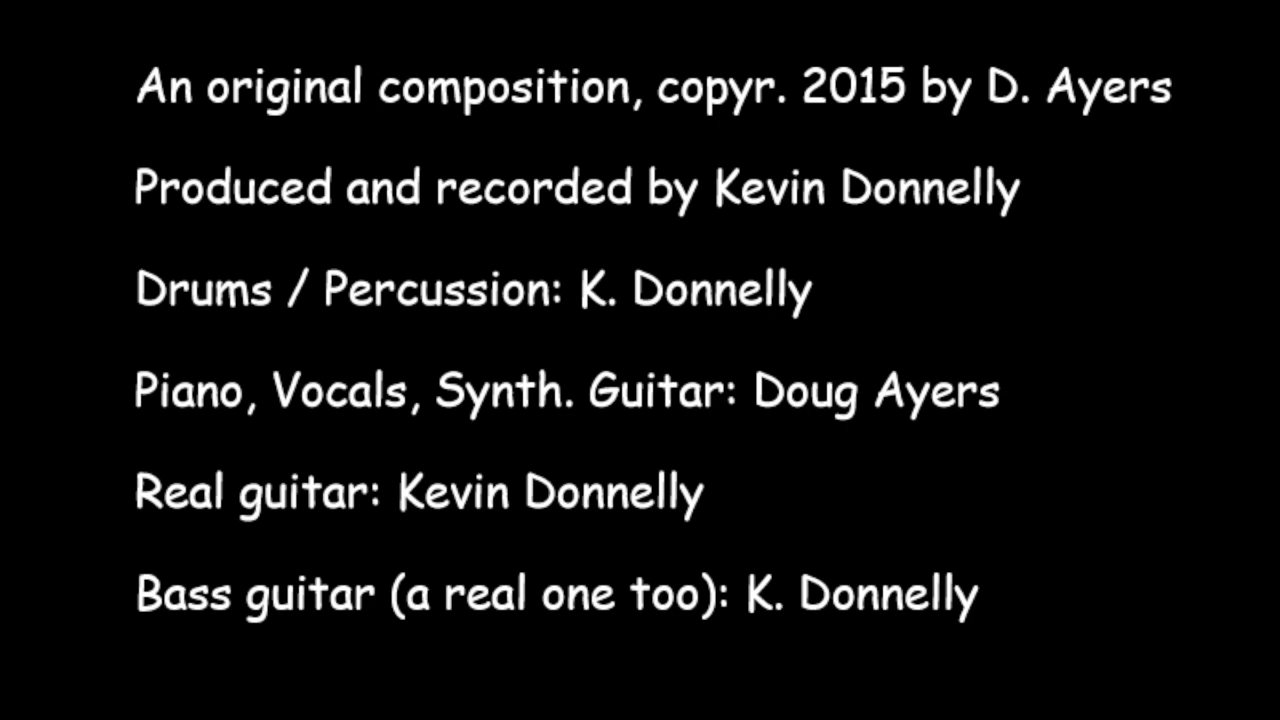 An original composition, copyr. 2015 by D. Ayers
Produced and recorded by Kevin Donnelly
Drums / Percussion: K. Donnelly
Piano, Vocals, Synth. Guitar: Doug Ayers
Real guitar: Kevin Donnelly
Bass guitar (a real one too): K. Donnelly